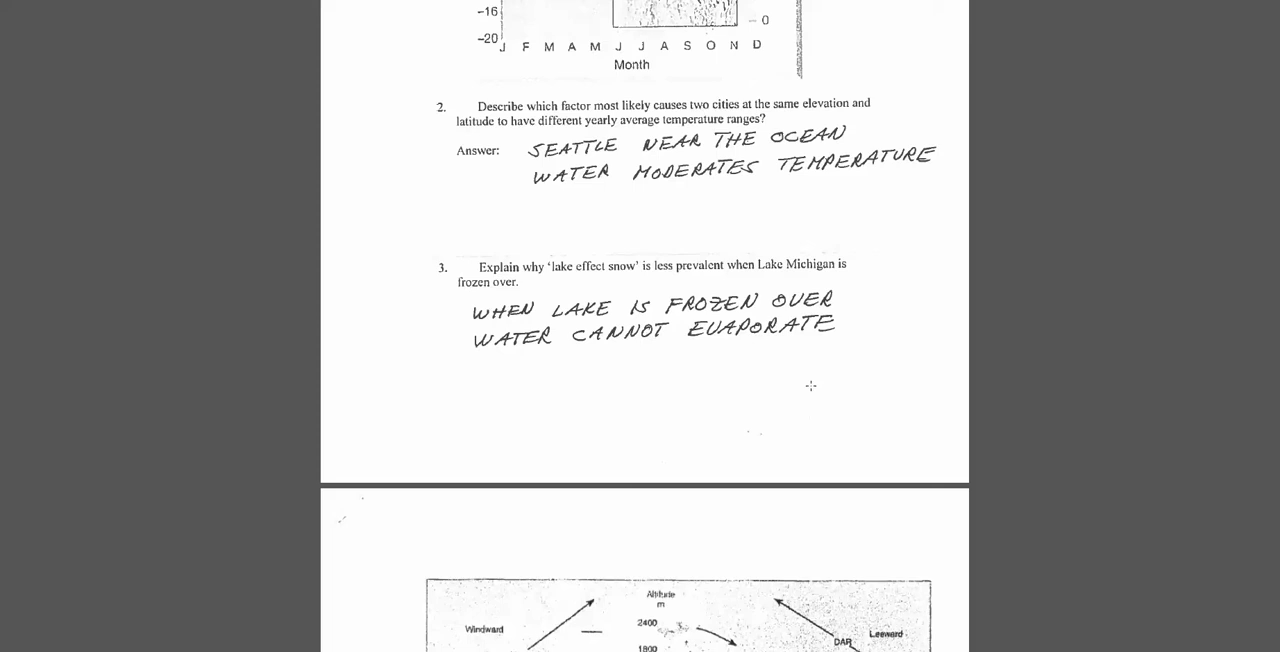 -16
-20
0
J F M A M J J A S O N D
Month
2. Describe which factor most likely causes two cities at the same elevation and
latitude to have different yearly average temperature ranges?
Answer: SEATTLE NEAR THE OCEAN
WATER MODERATES TEMPERATURE
3. Explain why ‘lake effect snow’ is less prevalent when Lake Michigan is
frozen over.
WHEN LAKE IS FROZEN OVER
WATER CANNOT EVAPORATE
Altitude
m
2400
Windward
Leeward
DAR
1800